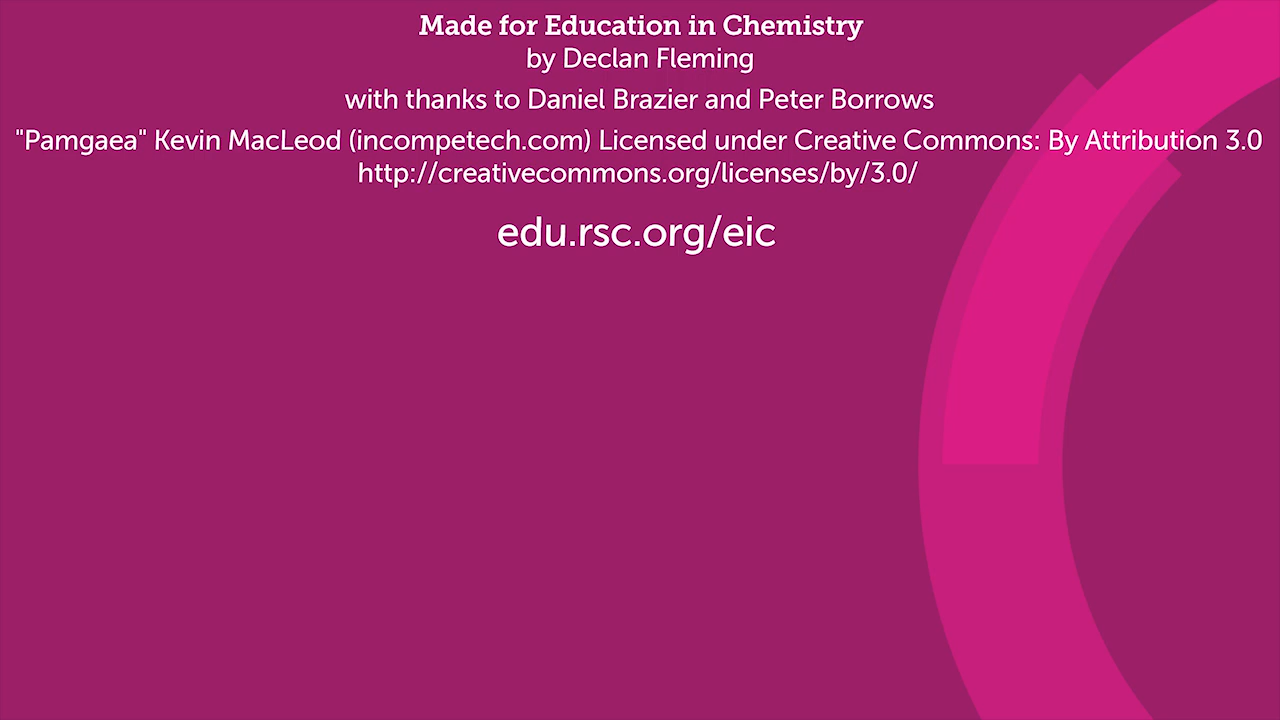 Made for Education in Chemistry
by Declan Fleming
with thanks to Daniel Brazier and Peter Borrows
"Pamgaea" Kevin MacLeod (incompetech.com) Licensed under Creative Commons: By Attribution 3.0
http://creativecommons.org/licenses/by/3.0/
edu.rsc.org/eic